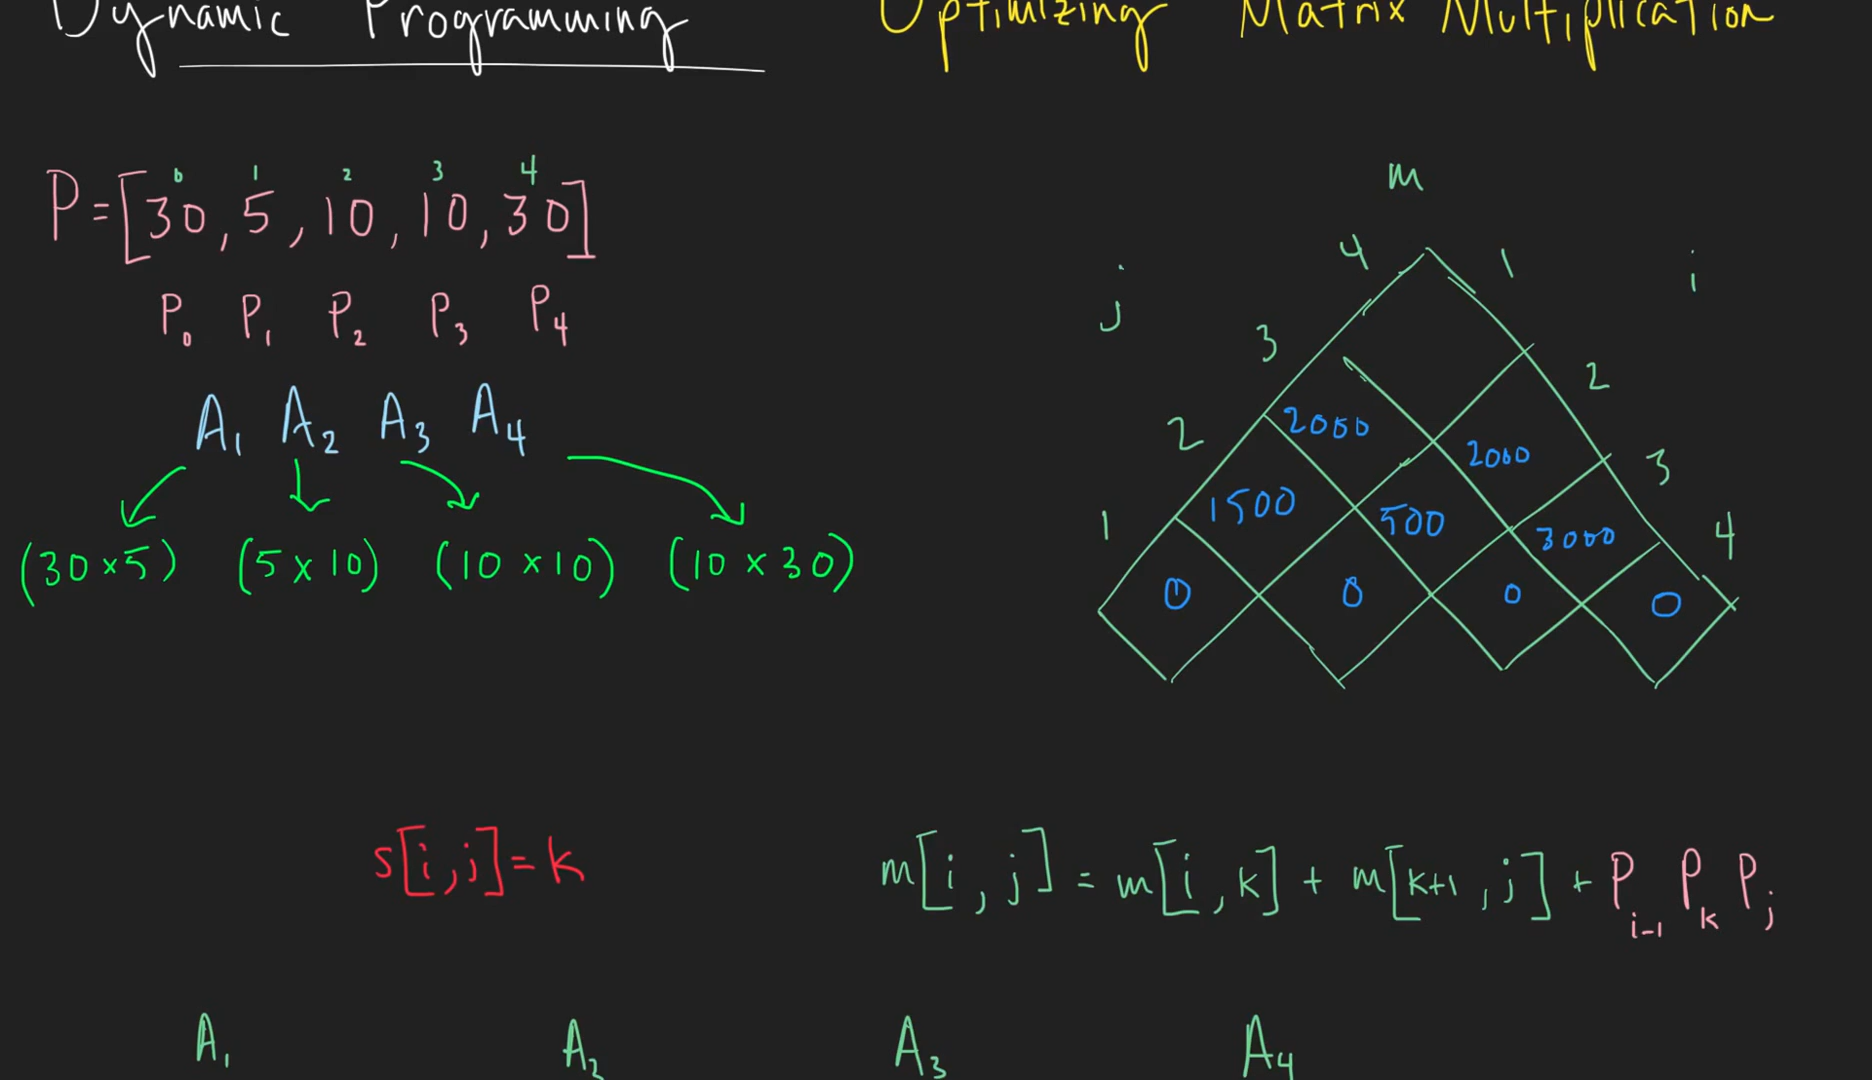 Dynamic Programming
Optimizing Matrix Multiplication
0 1 2 3 4
P=[30, 5, 10, 10, 30]
P₀ P₁ P₂ P₃ P₄
A₁ A₂ A₃ A₄
(30 x 5) (5 x 10) (10 x 10) (10 x 30)
m
4 1
j i
3 2
2 2000 2000 3
1 1500 500 3000 4
0 0 0 0
s[i,j]=k
m[i,j] = m[i,k] + m[k+1,j] + Pᵢ₋₁ Pₖ Pⱼ
A₁ A₂ A₃ A₄